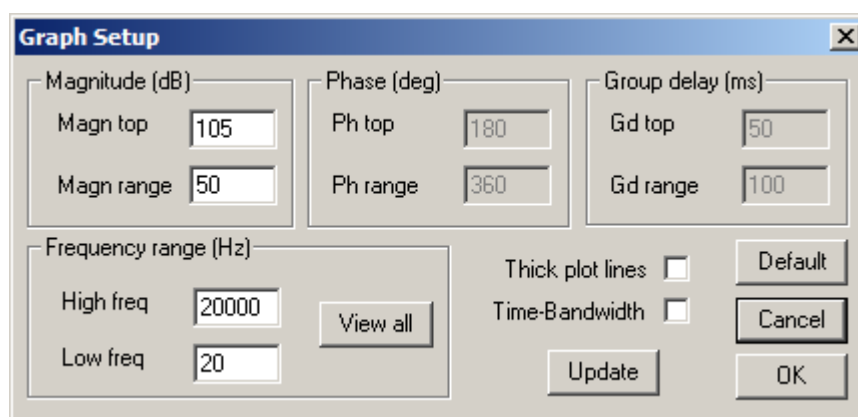 Graph Setup
Magnitude (dB)
Magn top 105
Magn range 50
Phase (deg)
Ph top 180
Ph range 360
Group delay (ms)
Gd top 50
Gd range 100
Frequency range (Hz)
High freq 20000
Low freq 20
View all
Thick plot lines
Time-Bandwidth
Update
Default
Cancel
OK